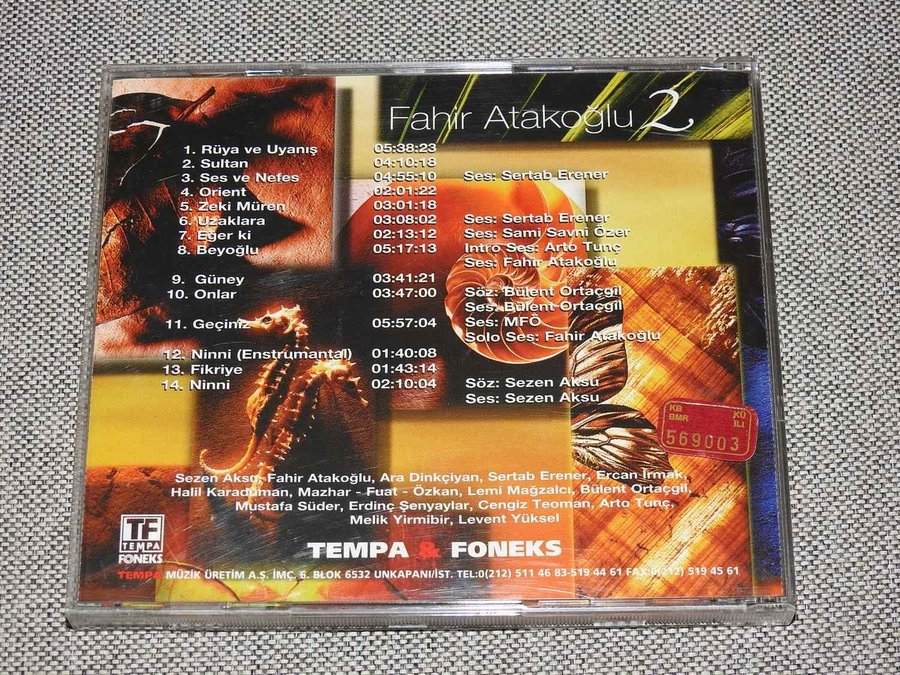 Fahir Atakoğlu 2
1. Rüya ve Uyanış 05:38:23
2. Sultan 04:10:18
3. Ses ve Nefes 04:55:10 Ses: Sertab Erener
4. Orient 02:01:22
5. Zeki Müren 03:01:18
6. Uzaklara 03:08:02 Ses: Sertab Erener
7. Eğer ki 02:13:12 Ses: Sami Savni Özer
8. Beyoğlu 05:17:13 Intro Ses: Arto Tunç
Ses: Fahir Atakoğlu
9. Güney 03:41:21
10. Onlar 03:47:00 Söz: Bülent Ortaçgil
Ses: Bülent Ortaçgil
11. Geçiniz 05:57:04 Ses: MFÖ
Solo Ses: Fahir Atakoğlu
12. Ninni (Enstrumantal) 01:40:08
13. Fikriye 01:43:14
14. Ninni 02:10:04 Söz: Sezen Aksu
Ses: Sezen Aksu
KB KÜ
BMR İLİ
569003
Sezen Aksu, Fahir Atakoğlu, Ara Dinkçiyan, Sertab Erener, Ercan Irmak,
Halil Karaduman, Mazhar - Fuat - Özkan, Lemi Mağzalcı, Bülent Ortaçgil,
Mustafa Süder, Erdinç Şenyaylar, Cengiz Teoman, Arto Tunç,
Melik Yirmibir, Levent Yüksel
TF
TEMPA
FONEKS
TEMPA & FONEKS
TEMPA MÜZİK ÜRETİM A.Ş. İMÇ. 6. BLOK 6532 UNKAPANI/İST. TEL:0(212) 511 46 83-519 44 61 FAX:0(212) 519 45 61